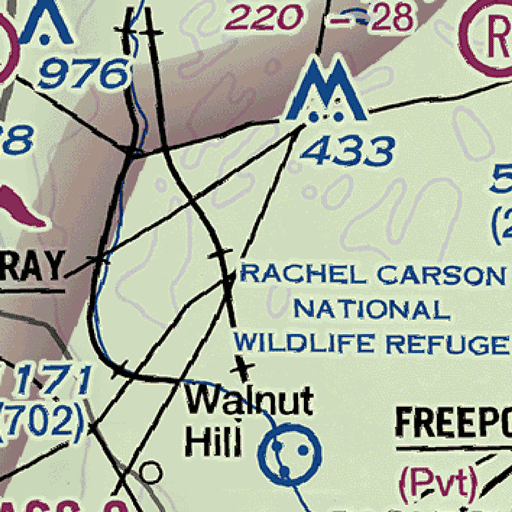 220 - 28
R
976
433
RAY
RACHEL CARSON
NATIONAL
WILDLIFE REFUGE
171
(702)
Walnut
Hill
FREEPO
(Pvt)